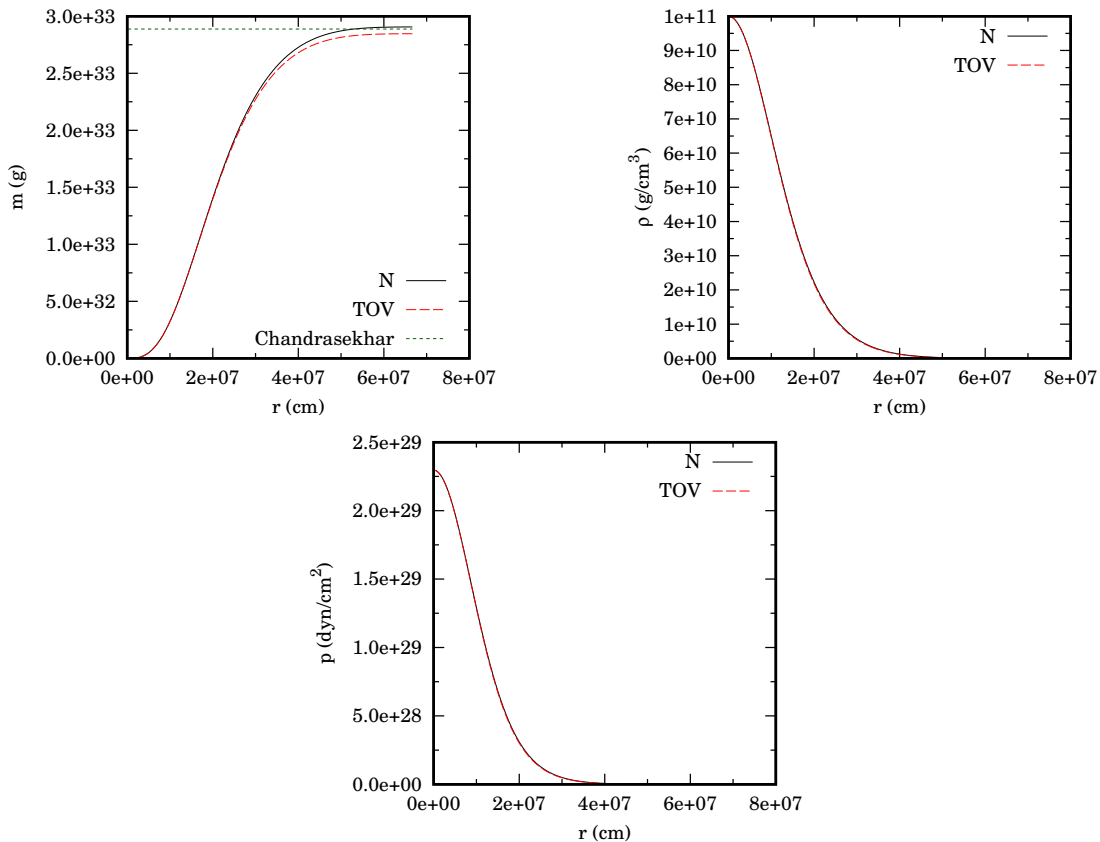 3.0e+33
2.5e+33
2.0e+33
1.5e+33
1.0e+33
5.0e+32
0.0e+00
m (g)
N
TOV
Chandrasekhar
0e+00 2e+07 4e+07 6e+07 8e+07
r (cm)
1e+11
9e+10
8e+10
7e+10
6e+10
5e+10
4e+10
3e+10
2e+10
1e+10
0e+00
ρ (g/cm³)
N
TOV
0e+00 2e+07 4e+07 6e+07 8e+07
r (cm)
2.5e+29
2.0e+29
1.5e+29
1.0e+29
5.0e+28
0.0e+00
p (dyn/cm²)
N
TOV
0e+00 2e+07 4e+07 6e+07 8e+07
r (cm)